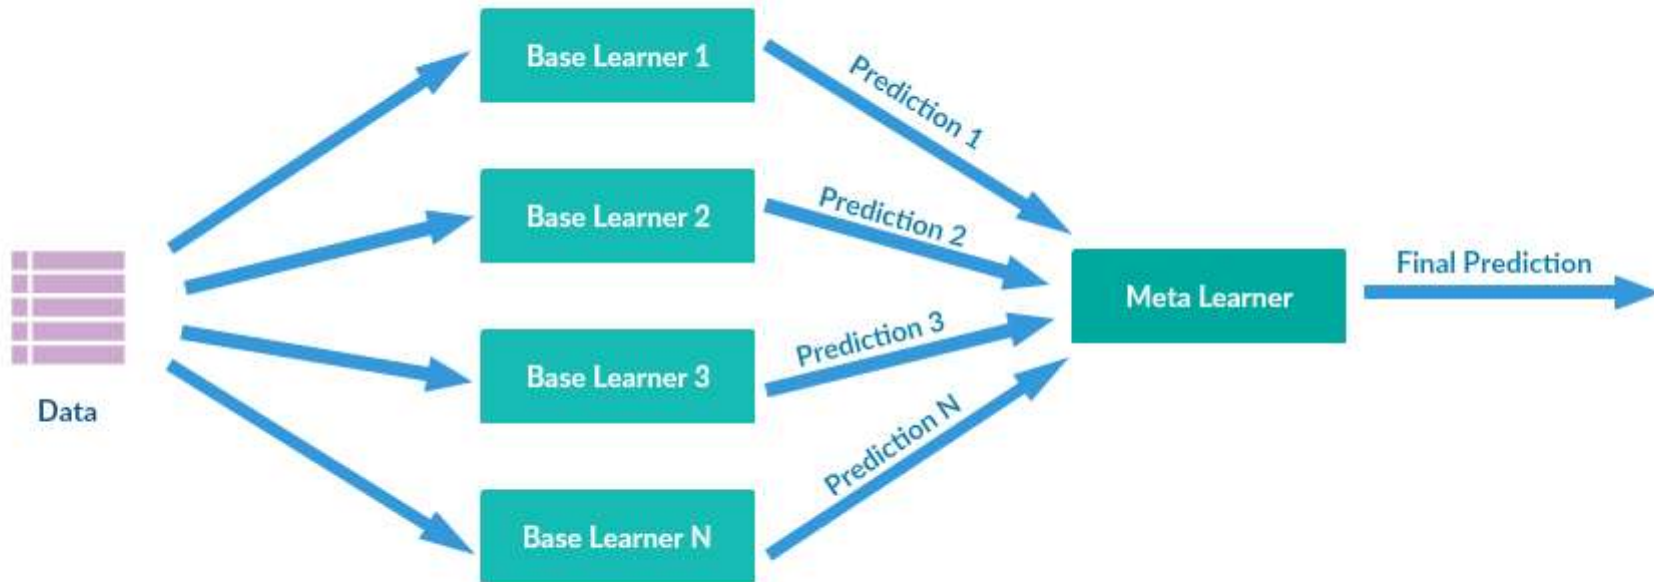 Data
Base Learner 1
Base Learner 2
Base Learner 3
Base Learner N
Prediction 1
Prediction 2
Prediction 3
Prediction N
Meta Learner
Final Prediction